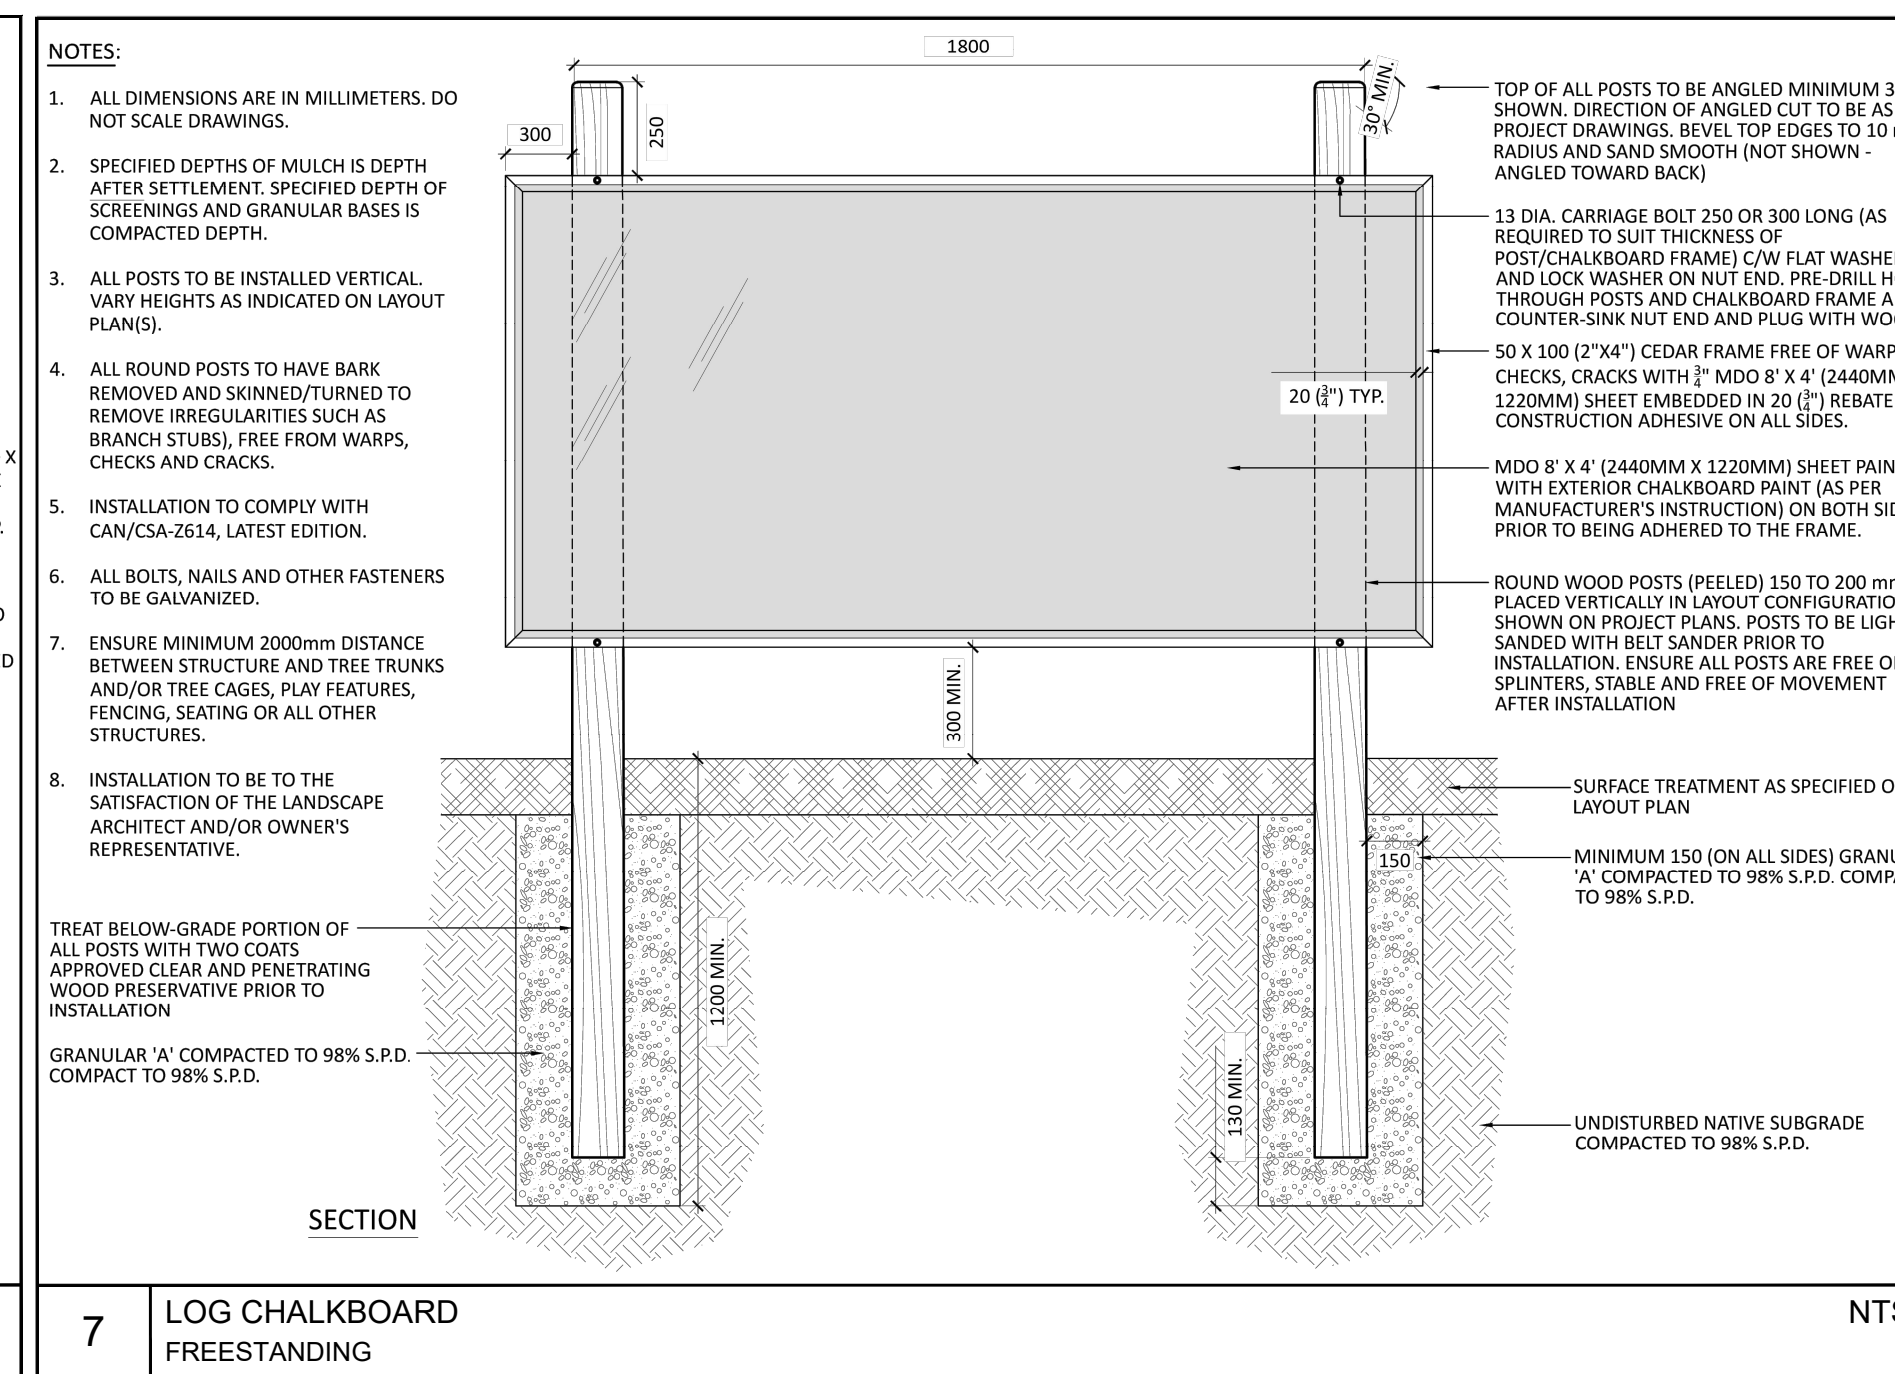 NOTES:
1. ALL DIMENSIONS ARE IN MILLIMETERS. DO
NOT SCALE DRAWINGS.
2. SPECIFIED DEPTHS OF MULCH IS DEPTH
AFTER SETTLEMENT. SPECIFIED DEPTH OF
SCREENINGS AND GRANULAR BASES IS
COMPACTED DEPTH.
3. ALL POSTS TO BE INSTALLED VERTICAL.
VARY HEIGHTS AS INDICATED ON LAYOUT
PLAN(S).
4. ALL ROUND POSTS TO HAVE BARK
REMOVED AND SKINNED/TURNED TO
REMOVE IRREGULARITIES SUCH AS
BRANCH STUBS), FREE FROM WARPS,
CHECKS AND CRACKS.
5. INSTALLATION TO COMPLY WITH
CAN/CSA-Z614, LATEST EDITION.
6. ALL BOLTS, NAILS AND OTHER FASTENERS
TO BE GALVANIZED.
7. ENSURE MINIMUM 2000mm DISTANCE
BETWEEN STRUCTURE AND TREE TRUNKS
AND/OR TREE CAGES, PLAY FEATURES,
FENCING, SEATING OR ALL OTHER
STRUCTURES.
8. INSTALLATION TO BE TO THE
SATISFACTION OF THE LANDSCAPE
ARCHITECT AND/OR OWNER'S
REPRESENTATIVE.
TREAT BELOW-GRADE PORTION OF
ALL POSTS WITH TWO COATS
APPROVED CLEAR AND PENETRATING
WOOD PRESERVATIVE PRIOR TO
INSTALLATION
GRANULAR 'A' COMPACTED TO 98% S.P.D.
COMPACT TO 98% S.P.D.
SECTION
1800
300
250
30° MIN.
20 (3/4") TYP.
300 MIN.
1200 MIN.
150
130 MIN.
TOP OF ALL POSTS TO BE ANGLED MINIMUM
SHOWN. DIRECTION OF ANGLED CUT TO BE AS
PROJECT DRAWINGS. BEVEL TOP EDGES TO 10
RADIUS AND SAND SMOOTH (NOT SHOWN -
ANGLED TOWARD BACK)
13 DIA. CARRIAGE BOLT 250 OR 300 LONG (AS
REQUIRED TO SUIT THICKNESS OF
POST/CHALKBOARD FRAME) C/W FLAT
AND LOCK WASHER ON NUT END. PRE-DRILL
THROUGH POSTS AND CHALKBOARD FRAME
COUNTER-SINK NUT END AND PLUG WITH
50 X 100 (2"X4") CEDAR FRAME FREE OF
CHECKS, CRACKS WITH 3/4" MDO 8' X 4'
1220MM) SHEET EMBEDDED IN 20 (3/4") REBATE
CONSTRUCTION ADHESIVE ON ALL SIDES.
MDO 8' X 4' (2440MM X 1220MM) SHEET
WITH EXTERIOR CHALKBOARD PAINT (AS PER
MANUFACTURER'S INSTRUCTION) ON BOTH
PRIOR TO BEING ADHERED TO THE FRAME.
ROUND WOOD POSTS (PEELED) 150 TO 200
PLACED VERTICALLY IN LAYOUT
SHOWN ON PROJECT PLANS. POSTS TO BE
SANDED WITH BELT SANDER PRIOR TO
INSTALLATION. ENSURE ALL POSTS ARE FREE
SPLINTERS, STABLE AND FREE OF MOVEMENT
AFTER INSTALLATION
SURFACE TREATMENT AS SPECIFIED
LAYOUT PLAN
MINIMUM 150 (ON ALL SIDES)
'A' COMPACTED TO 98% S.P.D.
TO 98% S.P.D.
UNDISTURBED NATIVE SUBGRADE
COMPACTED TO 98% S.P.D.
7
LOG CHALKBOARD
FREESTANDING